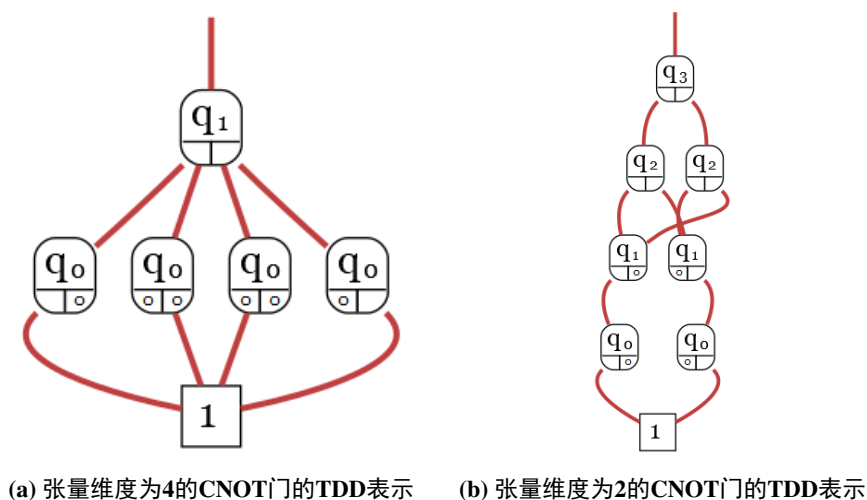 q₁
q₀ q₀ q₀ q₀
1
(a) 张量维度为4的CNOT门的TDD表示
q₃
q₂ q₂
q₁ q₁
q₀ q₀
1
(b) 张量维度为2的CNOT门的TDD表示